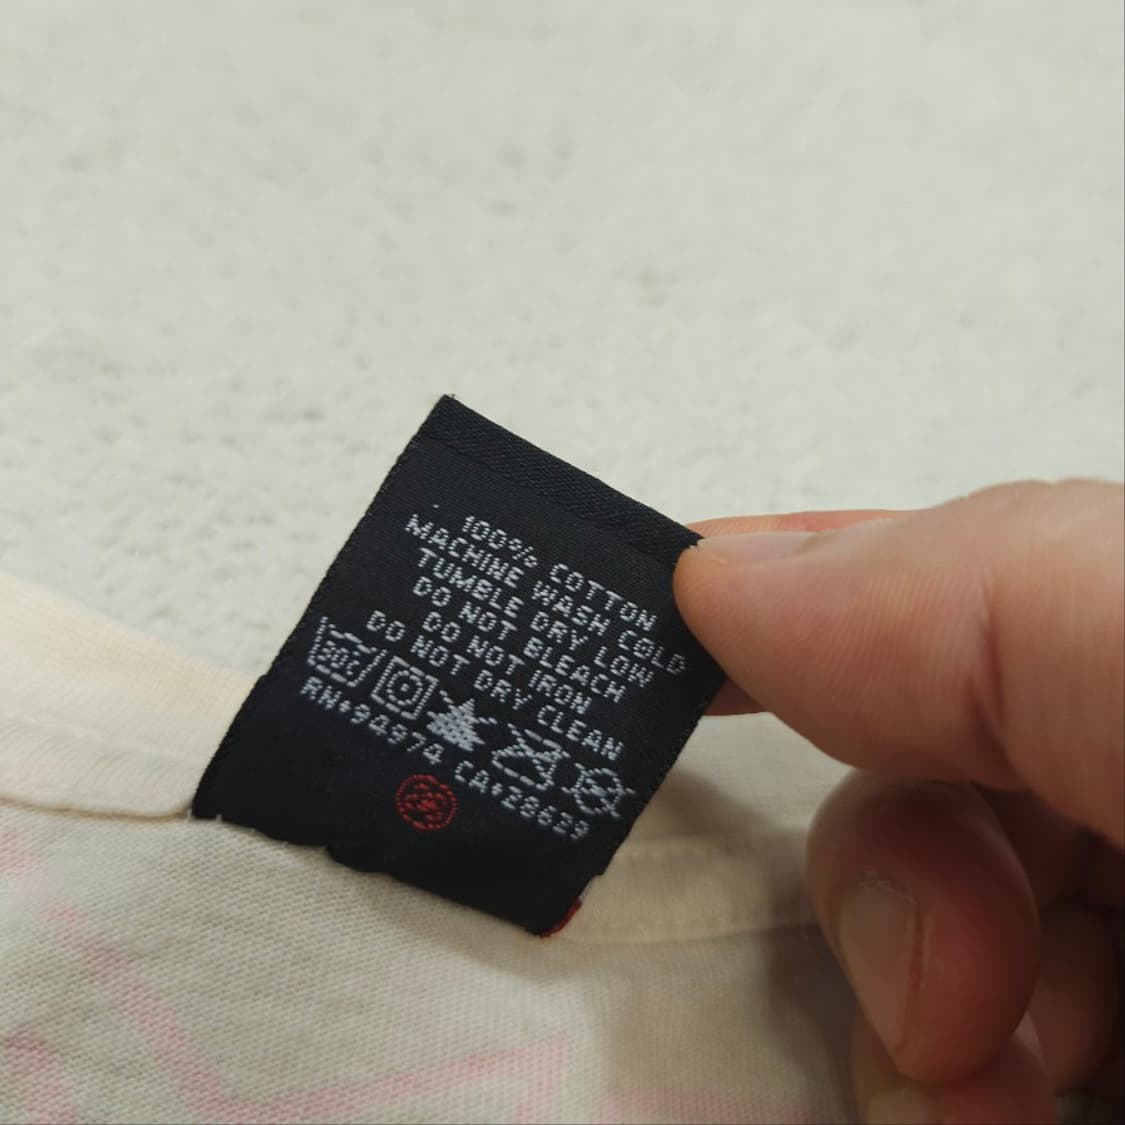 100% COTTON
MACHINE WASH COLD
TUMBLE DRY LOW
DO NOT BLEACH
DO NOT IRON
DO NOT DRY CLEAN
30C
RN+94974 CA+28629